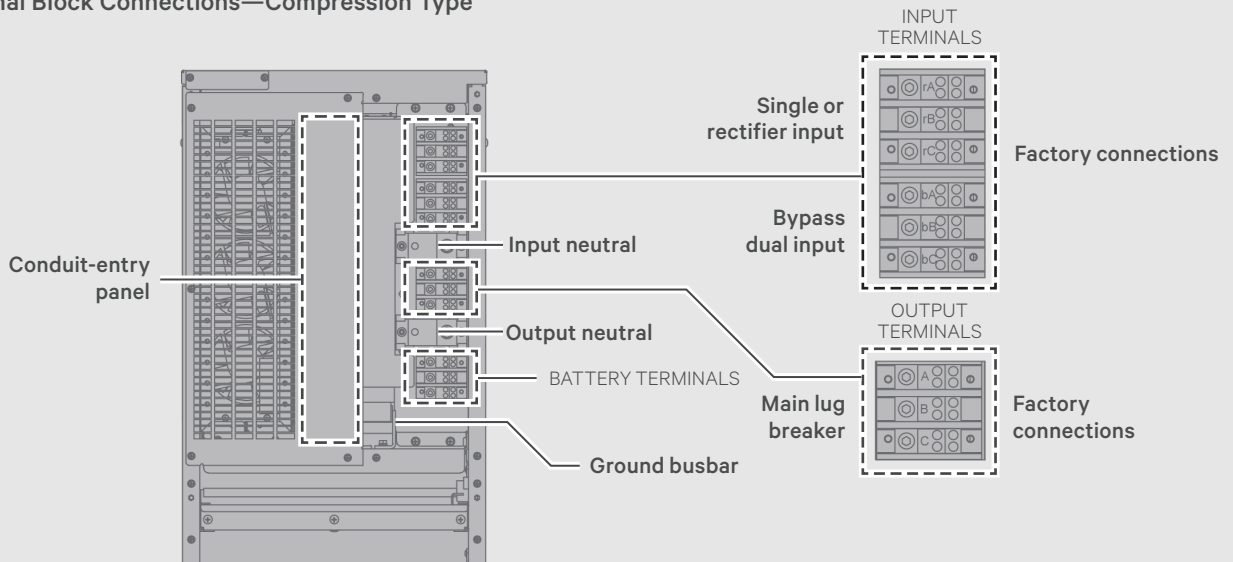 nal Block Connections—Compression Type
INPUT
TERMINALS
Single or
rectifier input
rA
rB
rC
Factory connections
Bypass
dual input
bA
bB
bC
Conduit-entry
panel
Input neutral
Output neutral
BATTERY TERMINALS
Ground busbar
OUTPUT
TERMINALS
Main lug
breaker
A
B
C
Factory
connections